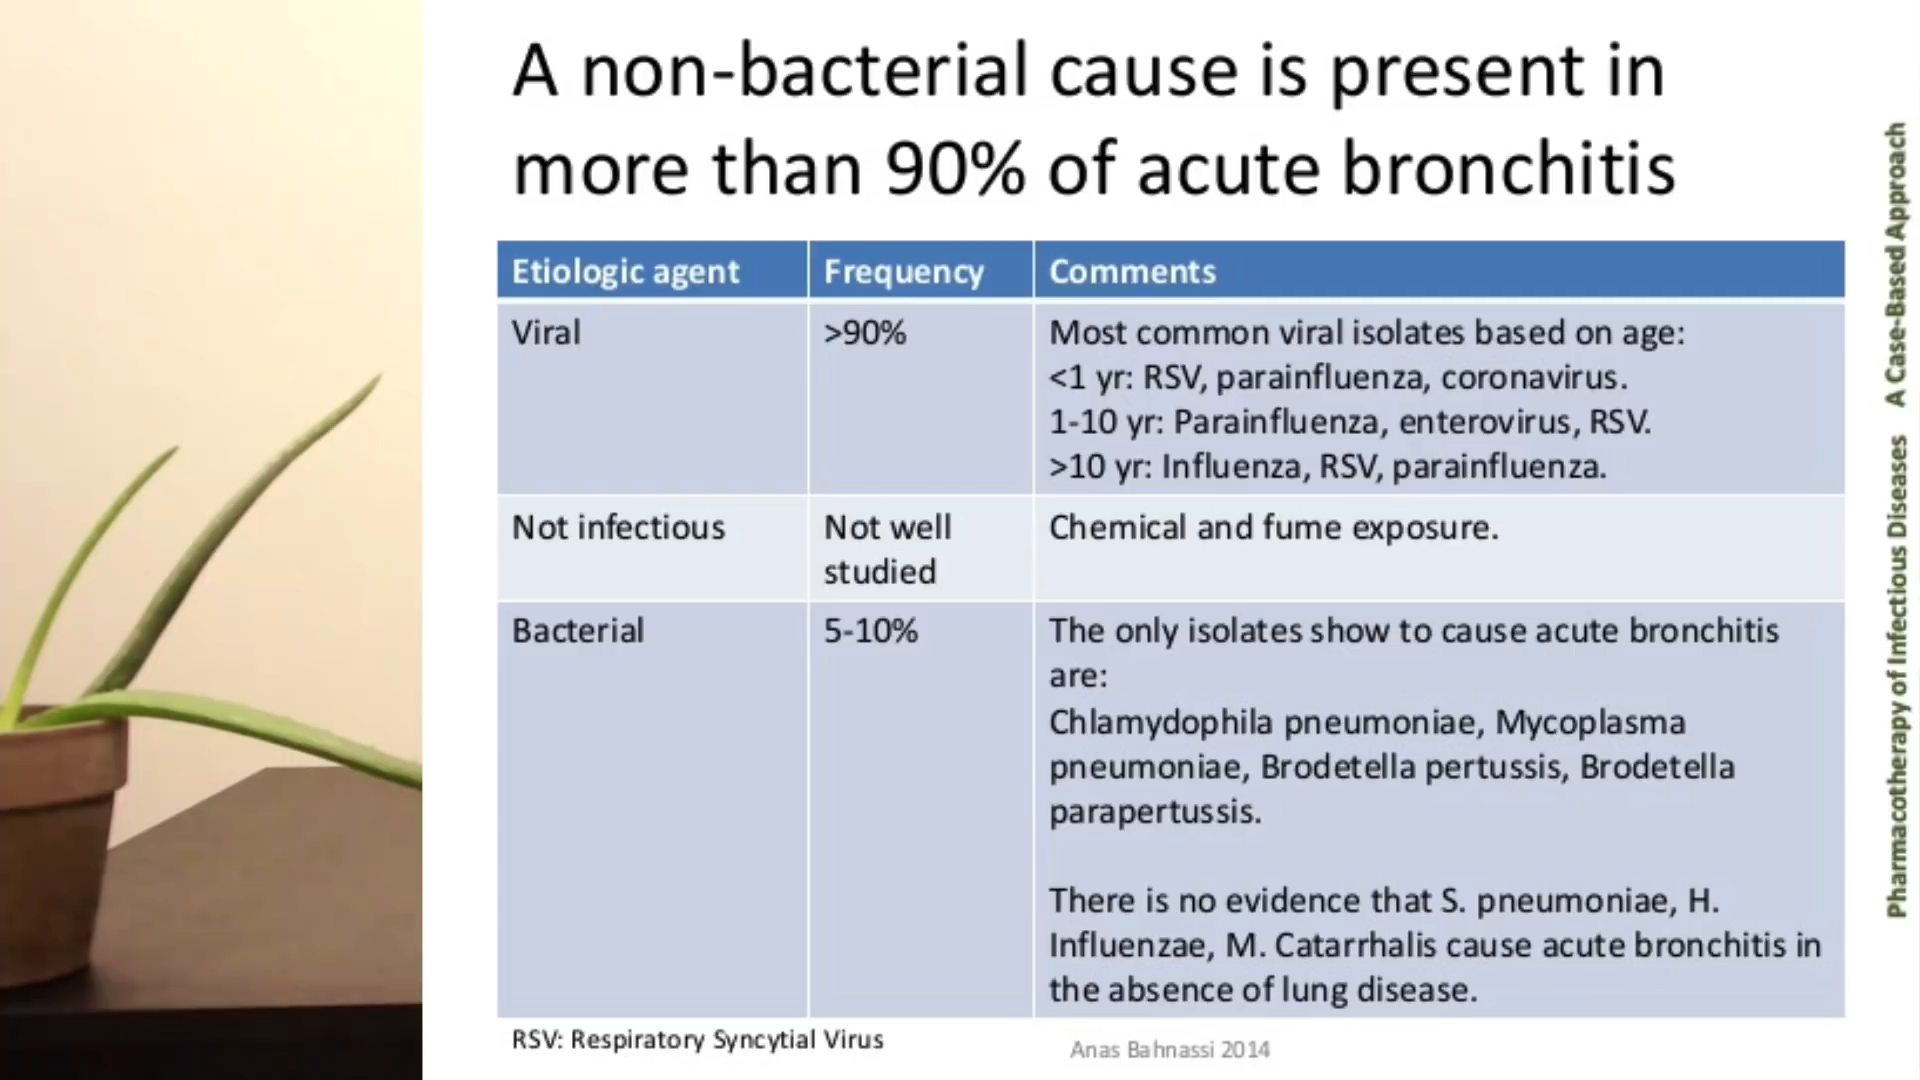 A non-bacterial cause is present in
more than 90% of acute bronchitis
Etiologic agent Frequency Comments
Viral >90% Most common viral isolates based on age:
<1 yr: RSV, parainfluenza, coronavirus.
1-10 yr: Parainfluenza, enterovirus, RSV.
>10 yr: Influenza, RSV, parainfluenza.
Not infectious Not well studied Chemical and fume exposure.
Bacterial 5-10% The only isolates show to cause acute bronchitis
are:
Chlamydophila pneumoniae, Mycoplasma
pneumoniae, Brodetella pertussis, Brodetella
parapertussis.
There is no evidence that S. pneumoniae, H.
Influenzae, M. Catarrhalis cause acute bronchitis in
the absence of lung disease.
RSV: Respiratory Syncytial Virus
Anas Bahnassi 2014
Pharmacotherapy of Infectious Diseases A Case-Based Approach